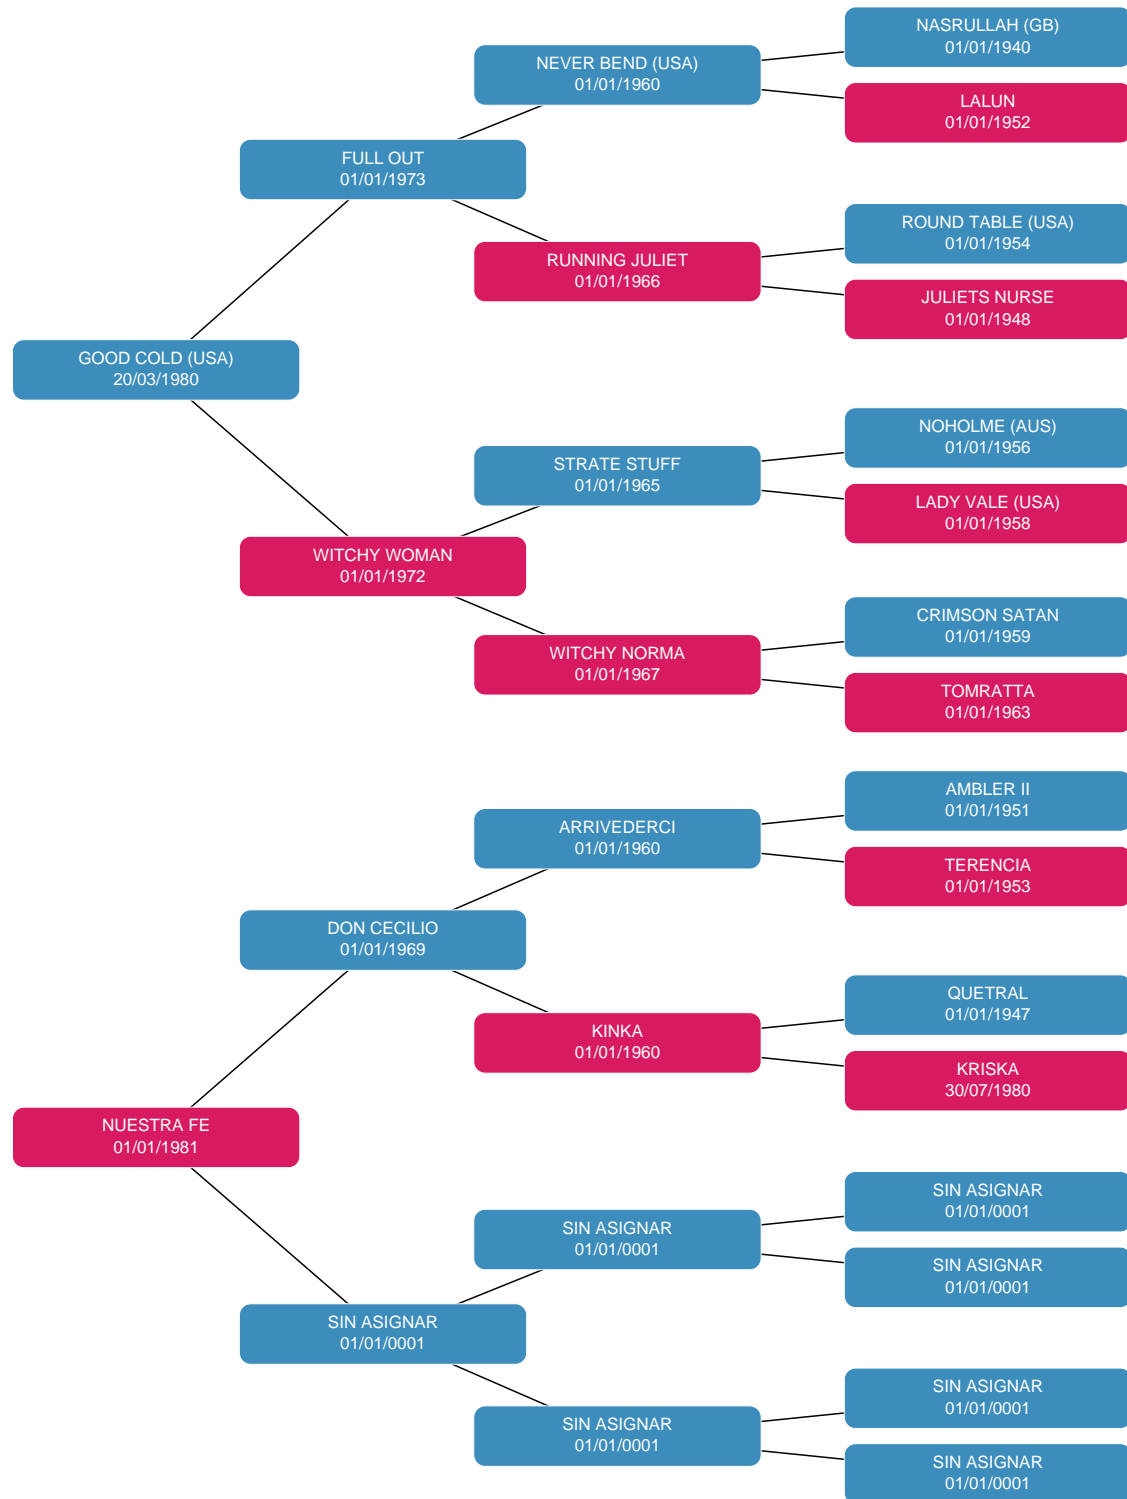 NASRULLAH (GB)
01/01/1940
NEVER BEND (USA)
01/01/1960
LALUN
01/01/1952
FULL OUT
01/01/1973
ROUND TABLE (USA)
01/01/1954
RUNNING JULIET
01/01/1966
JULIETS NURSE
01/01/1948
GOOD COLD (USA)
20/03/1980
NOHOLME (AUS)
01/01/1956
STRATE STUFF
01/01/1965
LADY VALE (USA)
01/01/1958
WITCHY WOMAN
01/01/1972
CRIMSON SATAN
01/01/1959
WITCHY NORMA
01/01/1967
TOMRATTA
01/01/1963
AMBLER II
01/01/1951
ARRIVEDERCI
01/01/1960
TERENCIA
01/01/1953
DON CECILIO
01/01/1969
QUETRAL
01/01/1947
KINKA
01/01/1960
KRISKA
30/07/1980
NUESTRA FE
01/01/1981
SIN ASIGNAR
01/01/0001
SIN ASIGNAR
01/01/0001
SIN ASIGNAR
01/01/0001
SIN ASIGNAR
01/01/0001
SIN ASIGNAR
01/01/0001
SIN ASIGNAR
01/01/0001
SIN ASIGNAR
01/01/0001